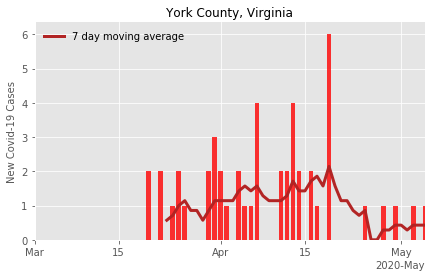 York County, Virginia
7 day moving average
New Covid-19 Cases
6
5
4
3
2
1
0
Mar 15 Apr 15 May
2020-May